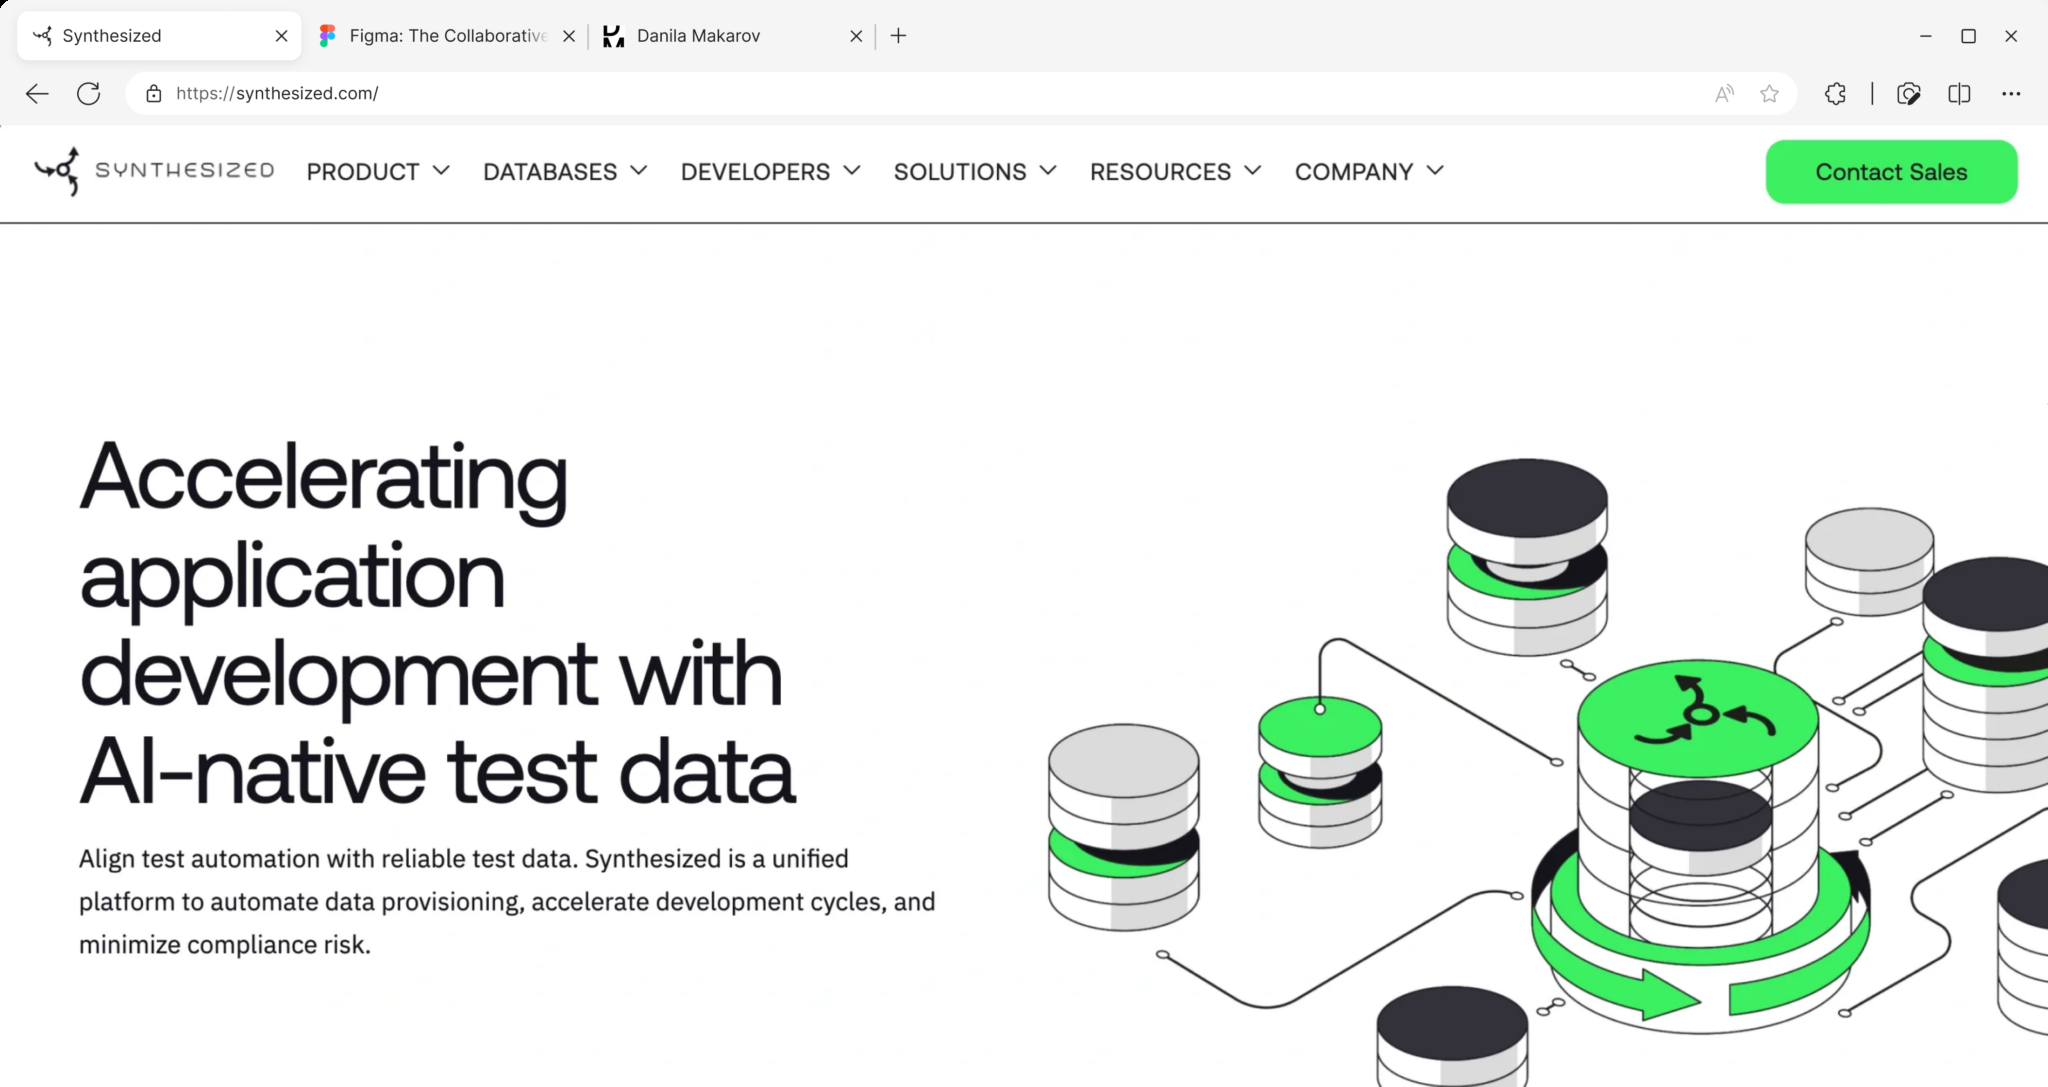 Synthesized
Figma: The Collaborative
Danila Makarov
https://synthesized.com/
SYNTHESIZED
PRODUCT
DATABASES
DEVELOPERS
SOLUTIONS
RESOURCES
COMPANY
Contact Sales
Accelerating
application
development with
AI-native test data
Align test automation with reliable test data. Synthesized is a unified
platform to automate data provisioning, accelerate development cycles, and
minimize compliance risk.